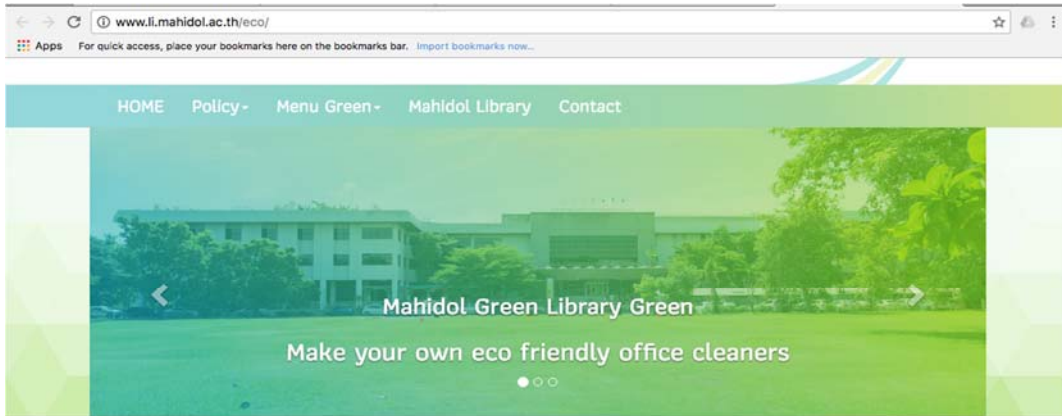 www.li.mahidol.ac.th/eco/
Apps For quick access, place your bookmarks here on the bookmarks bar. Import bookmarks now...
HOME Policy Menu Green Mahidol Library Contact
Mahidol Green Library Green
Make your own eco friendly office cleaners